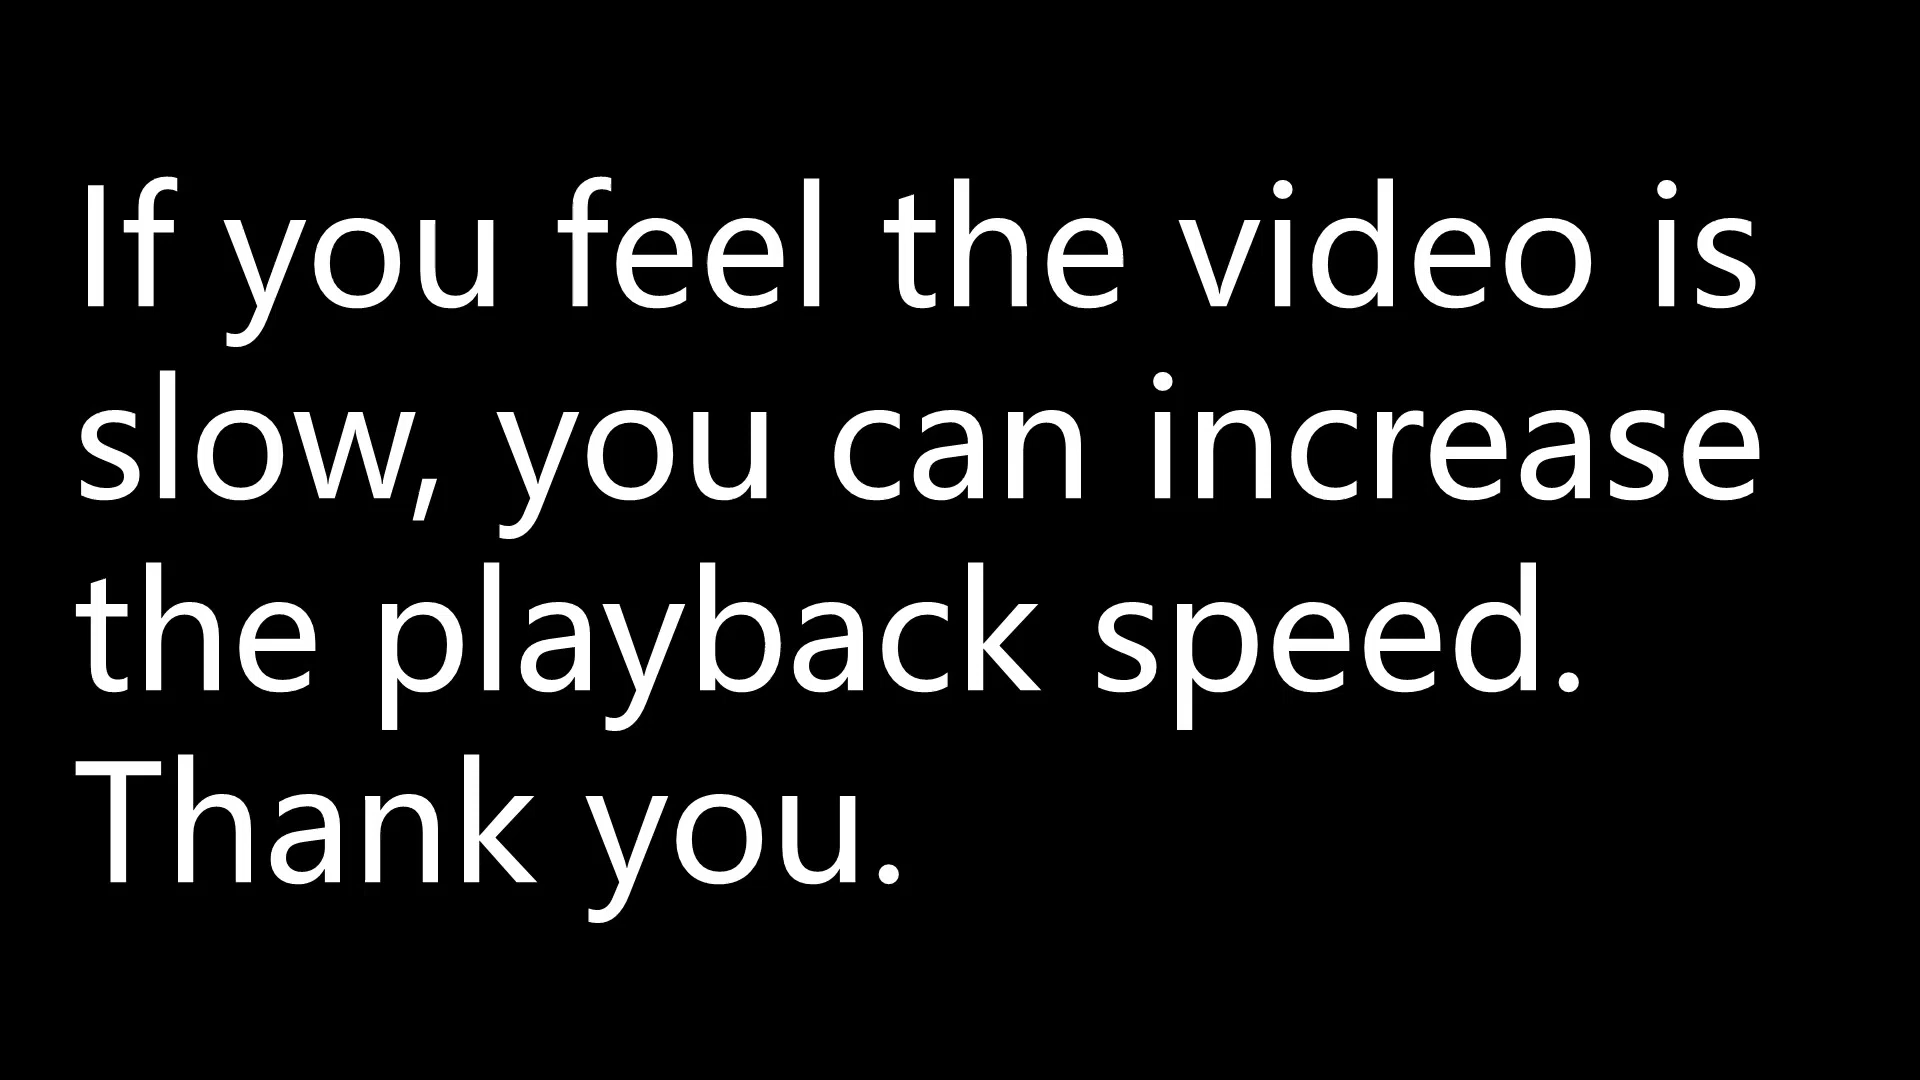 If you feel the video is
slow, you can increase
the playback speed.
Thank you.